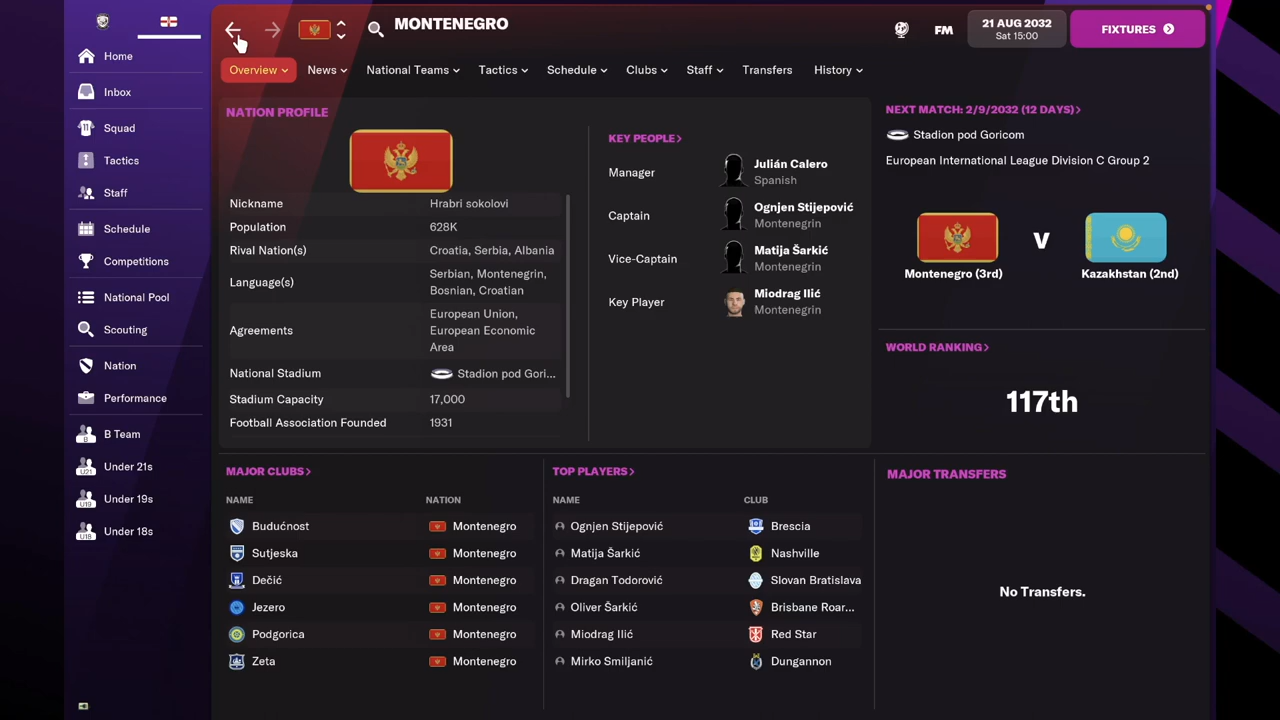 MONTENEGRO
21 AUG 2032
Sat 15:00
FM
FIXTURES
Home
Inbox
Squad
Tactics
Staff
Schedule
Competitions
National Pool
Scouting
Nation
Performance
B Team
Under 21s
Under 19s
Under 18s
Overview
News
National Teams
Tactics
Schedule
Clubs
Staff
Transfers
History
NATION PROFILE
Nickname Hrabri sokolovi
Population 628K
Rival Nation(s) Croatia, Serbia, Albania
Language(s) Serbian, Montenegrin,
Bosnian, Croatian
Agreements European Union,
European Economic
Area
National Stadium Stadion pod Gori...
Stadium Capacity 17,000
Football Association Founded 1931
KEY PEOPLE>
Manager Julián Calero
Spanish
Captain Ognjen Stijepović
Montenegrin
Vice-Captain Matija Šarkić
Montenegrin
Key Player Miodrag Ilić
Montenegrin
NEXT MATCH: 2/9/2032 (12 DAYS)>
Stadion pod Goricom
European International League Division C Group 2
V
Montenegro (3rd) Kazakhstan (2nd)
WORLD RANKING>
117th
MAJOR CLUBS>
NAME NATION
Budućnost Montenegro
Sutjeska Montenegro
Dečić Montenegro
Jezero Montenegro
Podgorica Montenegro
Zeta Montenegro
TOP PLAYERS>
NAME CLUB
Ognjen Stijepović Brescia
Matija Šarkić Nashville
Dragan Todorović Slovan Bratislava
Oliver Šarkić Brisbane Roar...
Miodrag Ilić Red Star
Mirko Smiljanić Dungannon
MAJOR TRANSFERS
No Transfers.